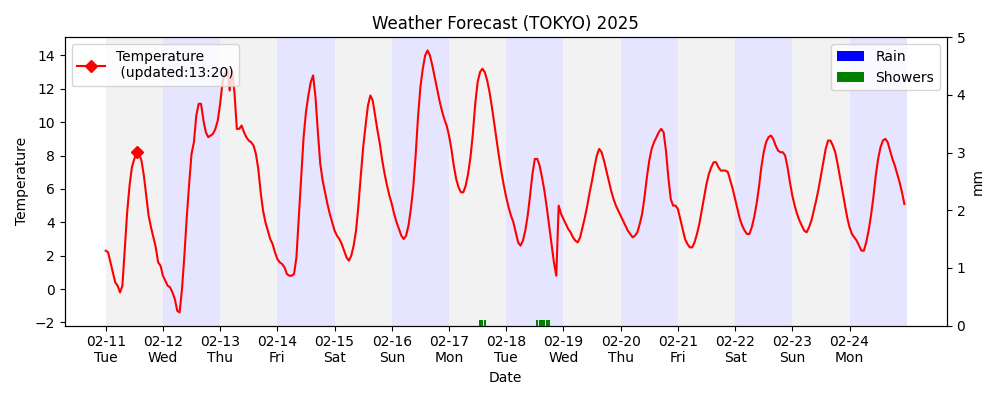 Weather Forecast (TOKYO) 2025
Temperature
(updated:13:20)
Rain
Showers
Temperature
14
12
10
8
6
4
2
0
−2
5
4
3
2
1
0
mm
02-11 02-12 02-13 02-14 02-15 02-16 02-17 02-18 02-19 02-20 02-21 02-22 02-23 02-24
Tue Wed Thu Fri Sat Sun Mon Tue Wed Thu Fri Sat Sun Mon
Date